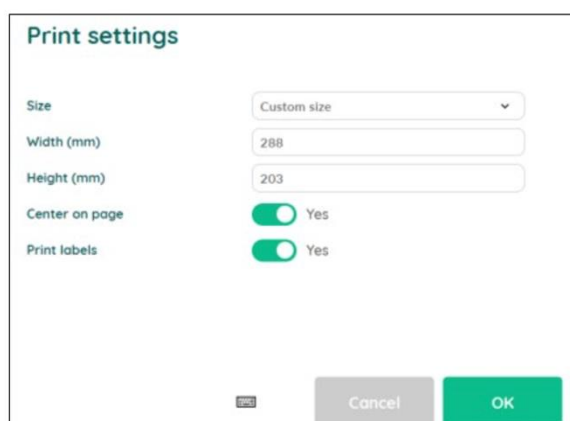 Print settings
Size Custom size
Width (mm) 288
Height (mm) 203
Center on page Yes
Print labels Yes
Cancel OK